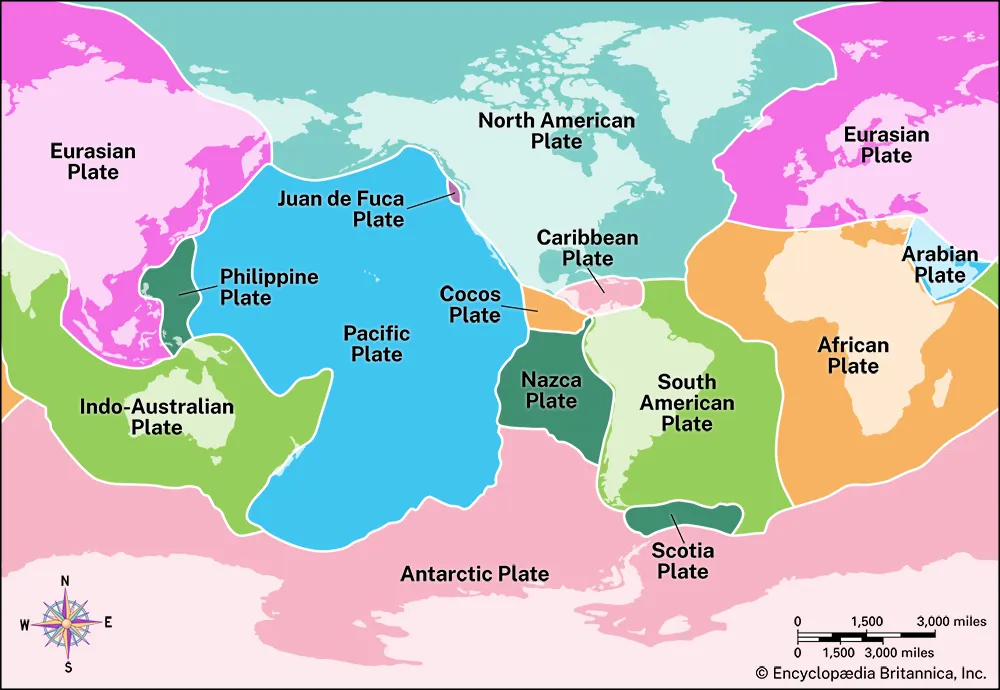 North American
Plate
Eurasian
Plate
Eurasian
Plate
Juan de Fuca
Plate
Caribbean
Plate
Arabian
Plate
Philippine
Plate
Cocos
Plate
Pacific
Plate
African
Plate
Nazca
Plate
South
American
Plate
Indo-Australian
Plate
Scotia
Plate
Antarctic Plate
N
W
E
S
0 1,500 3,000 miles
0 1,500 3,000 miles
© Encyclopædia Britannica, Inc.